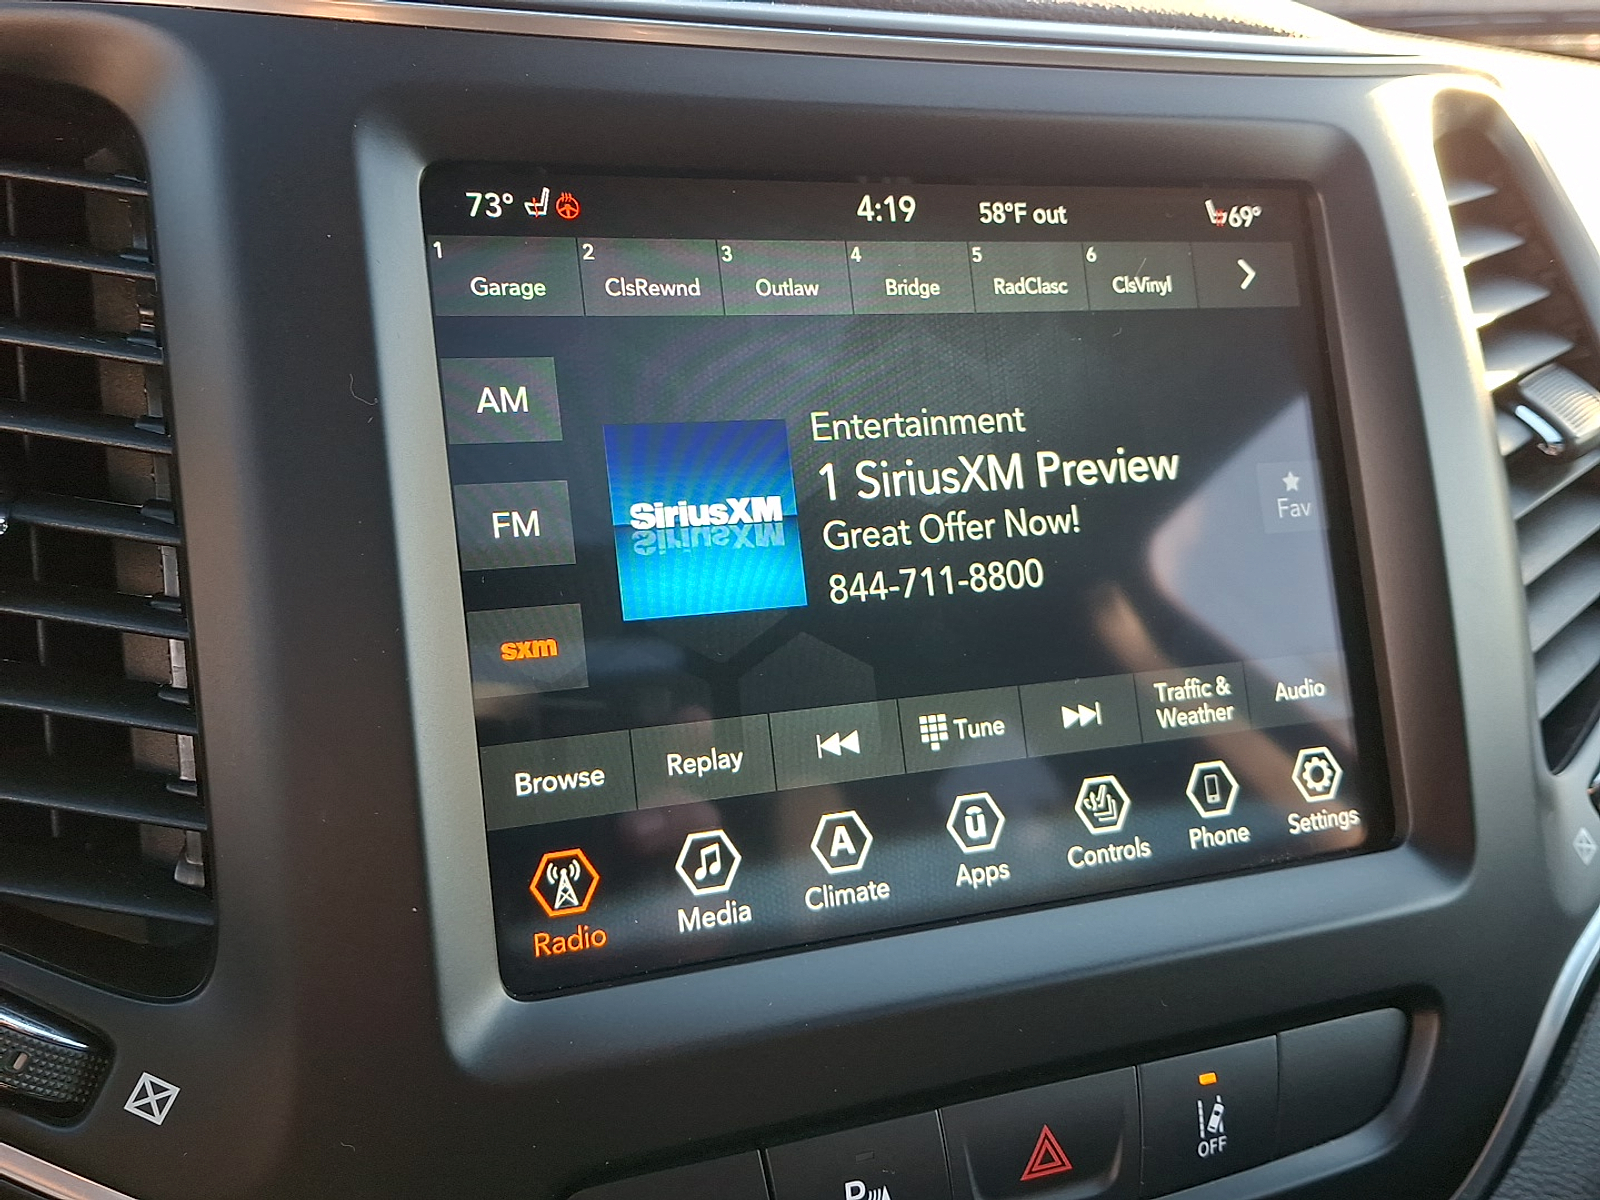 73°
4:19
58°F out
69°
1 Garage
2 ClsRewnd
3 Outlaw
4 Bridge
5 RadClasc
6 ClsVinyl
AM
FM
sxm
SiriusXM
Entertainment
1 SiriusXM Preview
Great Offer Now!
844-711-8800
Fav
Browse
Replay
Tune
Traffic &
Weather
Audio
Radio
Media
A
Climate
Apps
Controls
Phone
Settings
OFF
P